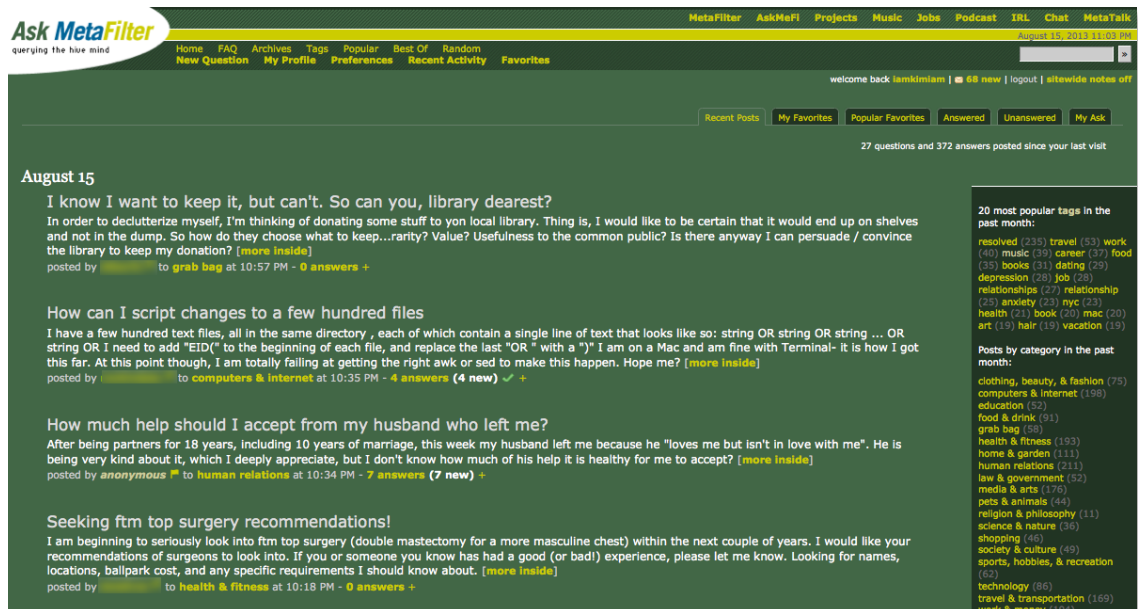 Ask MetaFilter
querying the hive mind
MetaFilter AskMeFi Projects Music Jobs Podcast IRL Chat MetaTalk
August 15, 2013 11:03 PM
Home FAQ Archives Tags Popular Best Of Random
New Question My Profile Preferences Recent Activity Favorites
»
welcome back iamkimiam | 68 new | logout | sitewide notes off
Recent Posts My Favorites Popular Favorites Answered Unanswered My Ask
27 questions and 372 answers posted since your last visit
August 15
I know I want to keep it, but can't. So can you, library dearest?
In order to declutterize myself, I'm thinking of donating some stuff to yon local library. Thing is, I would like to be certain that it would end up on shelves
and not in the dump. So how do they choose what to keep...rarity? Value? Usefulness to the common public? Is there anyway I can persuade / convince
the library to keep my donation? [more inside]
posted by to grab bag at 10:57 PM - 0 answers +
How can I script changes to a few hundred files
I have a few hundred text files, all in the same directory , each of which contain a single line of text that looks like so: string OR string OR string ... OR
string OR I need to add "EID(" to the beginning of each file, and replace the last "OR " with a ")" I am on a Mac and am fine with Terminal- it is how I got
this far. At this point though, I am totally failing at getting the right awk or sed to make this happen. Hope me? [more inside]
posted by to computers & internet at 10:35 PM - 4 answers (4 new) ✓ +
How much help should I accept from my husband who left me?
After being partners for 18 years, including 10 years of marriage, this week my husband left me because he "loves me but isn't in love with me". He is
being very kind about it, which I deeply appreciate, but I don't know how much of his help it is healthy for me to accept? [more inside]
posted by anonymous to human relations at 10:34 PM - 7 answers (7 new) +
Seeking ftm top surgery recommendations!
I am beginning to seriously look into ftm top surgery (double mastectomy for a more masculine chest) within the next couple of years. I would like your
recommendations of surgeons to look into. If you or someone you know has had a good (or bad!) experience, please let me know. Looking for names,
locations, ballpark cost, and any specific requirements I should know about. [more inside]
posted by to health & fitness at 10:18 PM - 0 answers +
20 most popular tags in the
past month:
resolved (235) travel (53) work
(40) music (39) career (37) food
(35) books (31) dating (29)
depression (28) job (28)
relationships (27) relationship
(25) anxiety (23) nyc (23)
health (21) book (20) mac (20)
art (19) hair (19) vacation (19)
Posts by category in the past
month:
clothing, beauty, & fashion (75)
computers & internet (198)
education (52)
food & drink (91)
grab bag (58)
health & fitness (193)
home & garden (111)
human relations (211)
law & government (52)
media & arts (176)
pets & animals (44)
religion & philosophy (11)
science & nature (36)
shopping (46)
society & culture (49)
sports, hobbies, & recreation
(62)
technology (86)
travel & transportation (169)